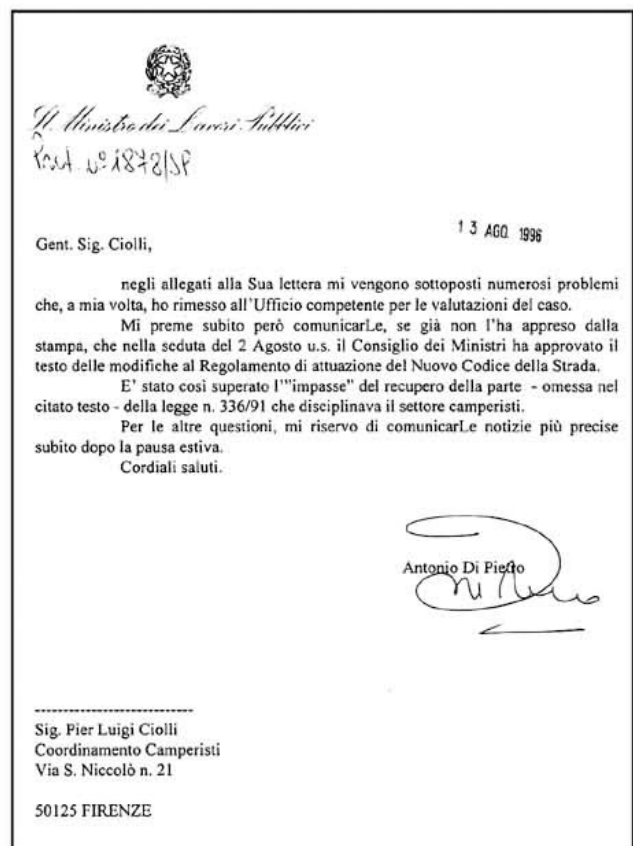 Il Ministro dei Lavori Pubblici
Prot. nº 1878/SP
13 AGO. 1996
Gent. Sig. Ciolli,
negli allegati alla Sua lettera mi vengono sottoposti numerosi problemi
che, a mia volta, ho rimesso all'Ufficio competente per le valutazioni del caso.
Mi preme subito però comunicarLe, se già non l'ha appreso dalla
stampa, che nella seduta del 2 Agosto u.s. il Consiglio dei Ministri ha approvato il
testo delle modifiche al Regolamento di attuazione del Nuovo Codice della Strada.
E' stato così superato l'"impasse" del recupero della parte - omessa nel
citato testo - della legge n. 336/91 che disciplinava il settore camperisti.
Per le altre questioni, mi riservo di comunicarLe notizie più precise
subito dopo la pausa estiva.
Cordiali saluti.
Antonio Di Pietro
Sig. Pier Luigi Ciolli
Coordinamento Camperisti
Via S. Niccolò n. 21
50125 FIRENZE